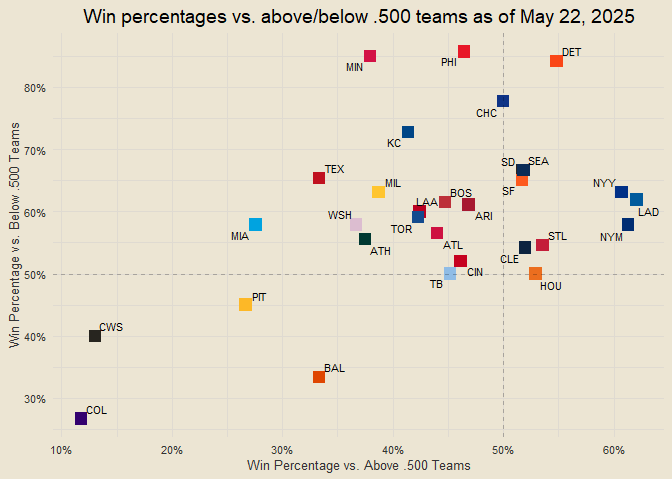 Win percentages vs. above/below .500 teams as of May 22, 2025
DET
PHI
MIN
80%
CHC
KC
70%
SD SEA
TEX
MIL
SF
NYY
BOS
LAA
LAD
60%
WSH
ARI
TOR
MIA
NYM
ATH
ATL
STL
CLE
CIN
TB
HOU
50%
PIT
CWS
40%
BAL
30%
COL
10% 20% 30% 40% 50% 60%
Win Percentage vs. Above .500 Teams
Win Percentage vs. Below .500 Teams